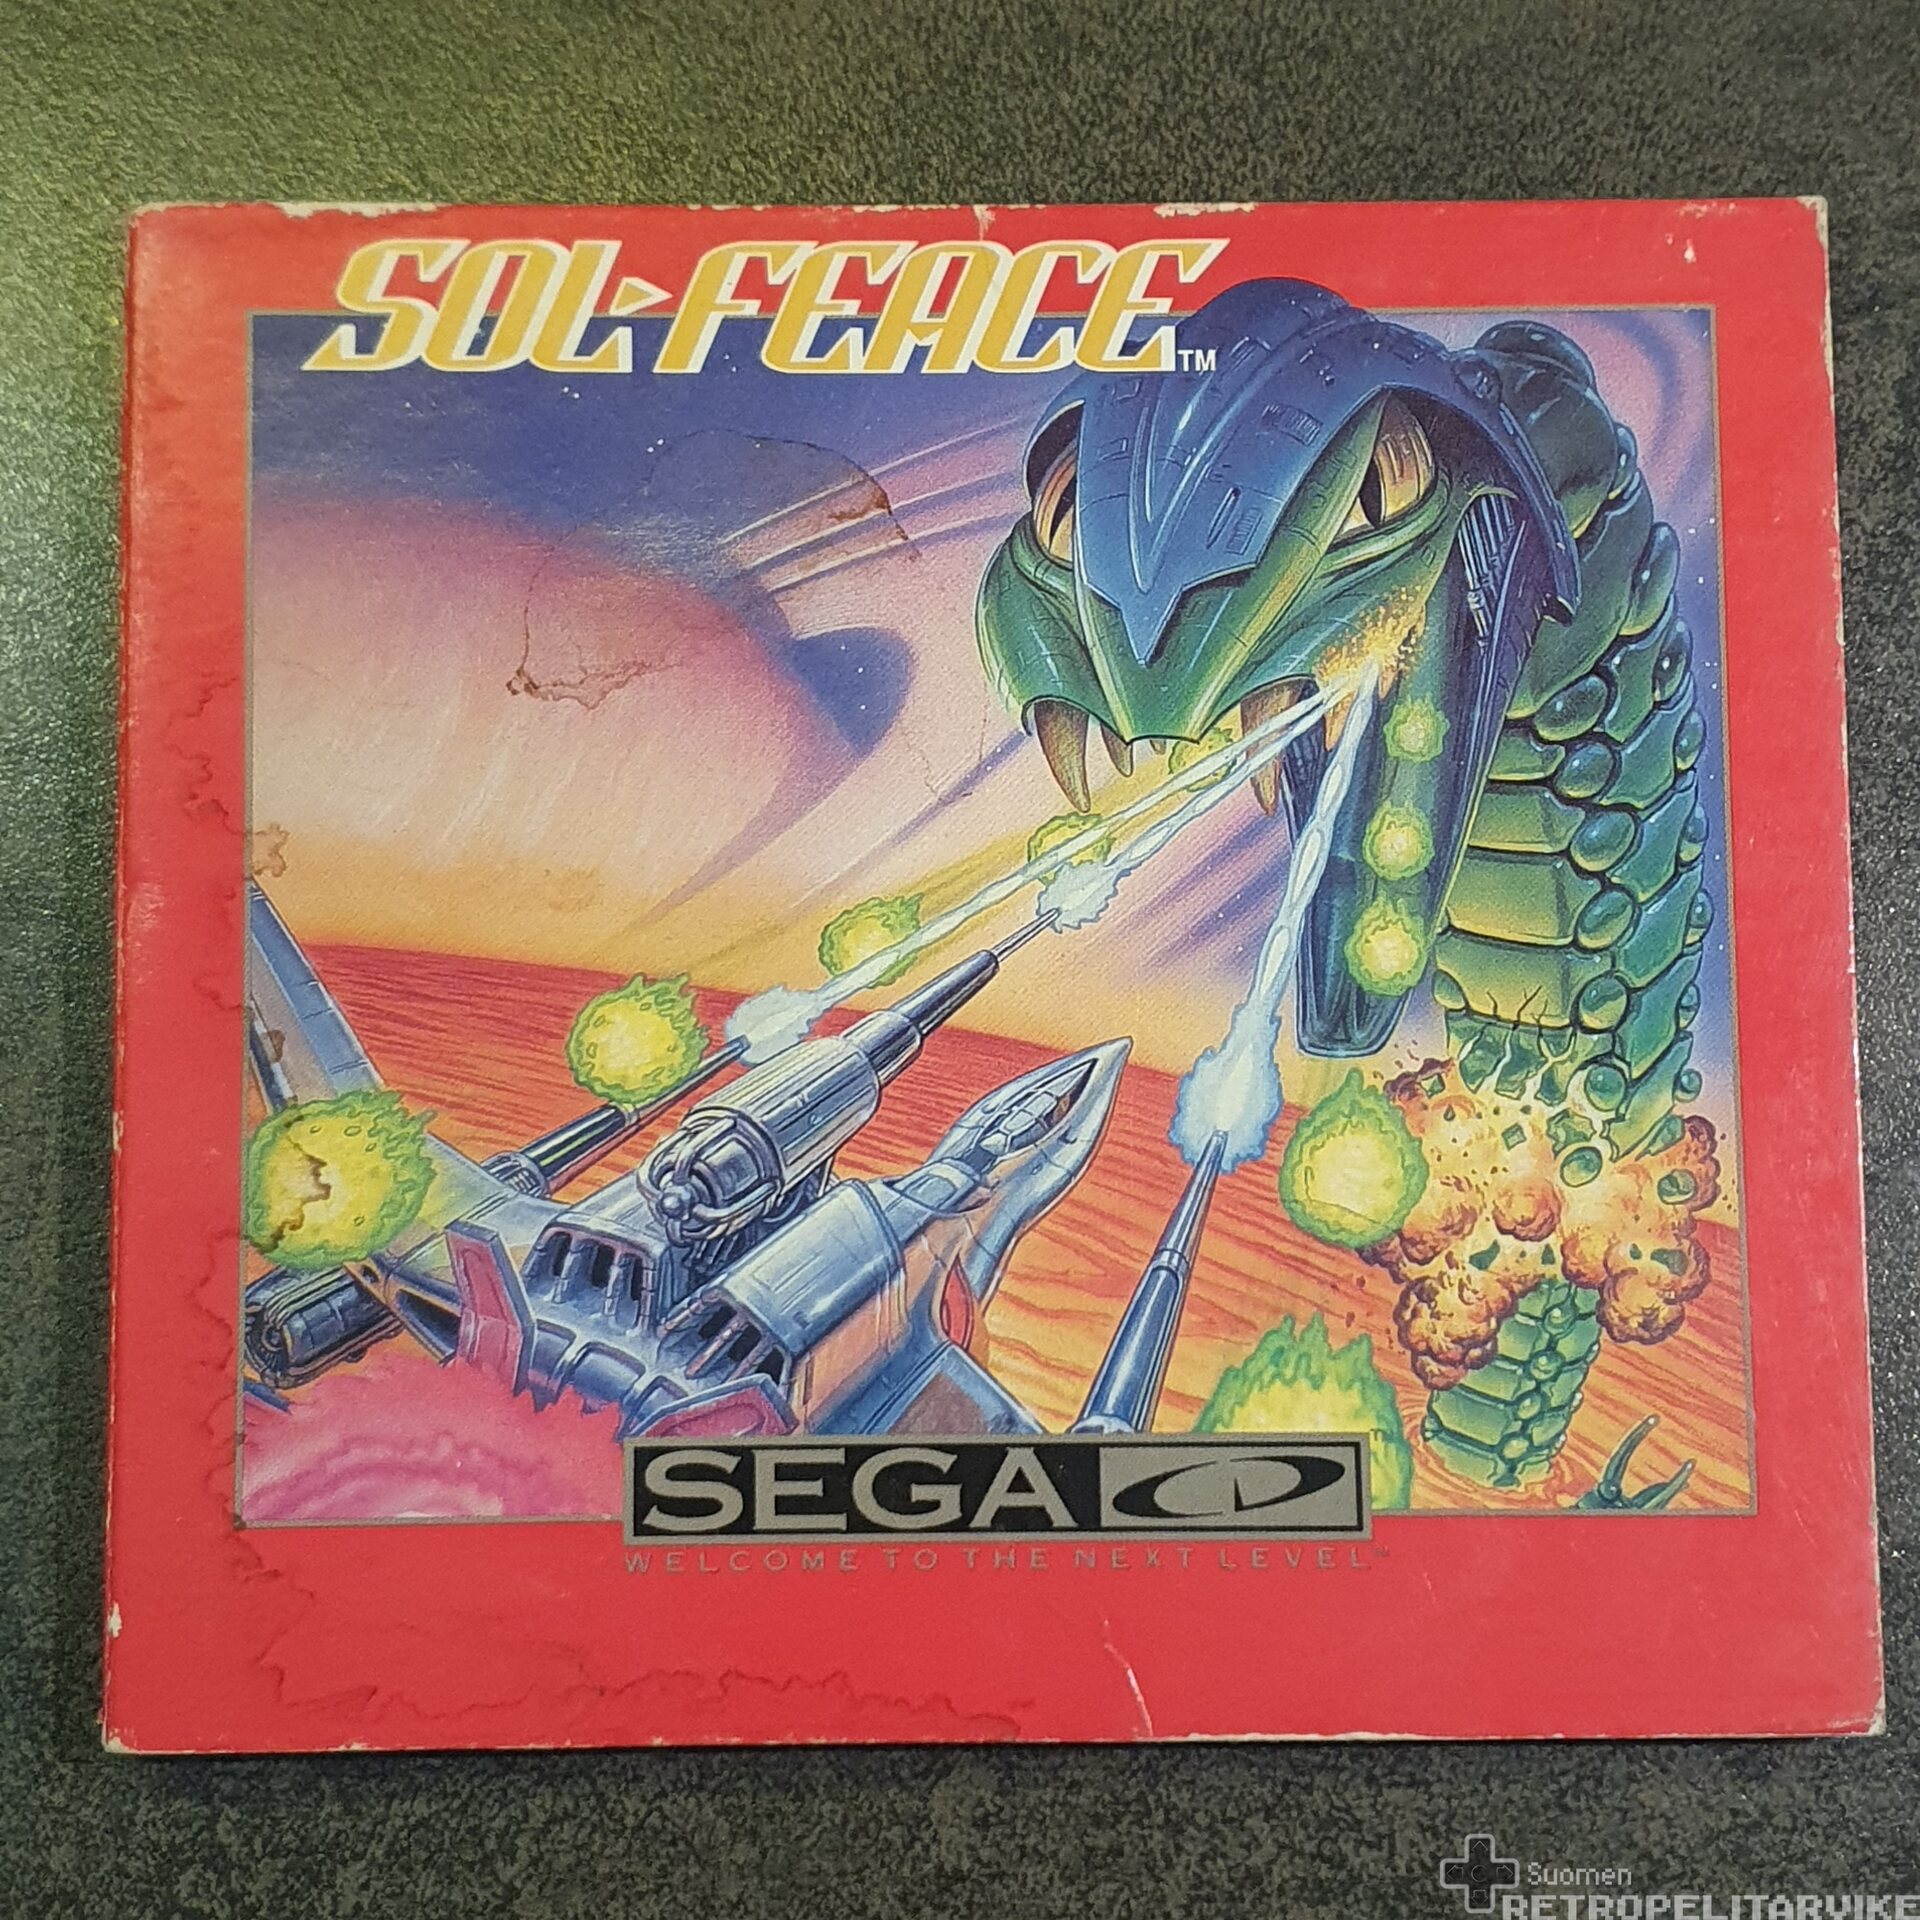 SOL-FEACE™
SEGA CD
WELCOME TO THE NEXT LEVEL™
Suomen
RETROPELITARVIKE